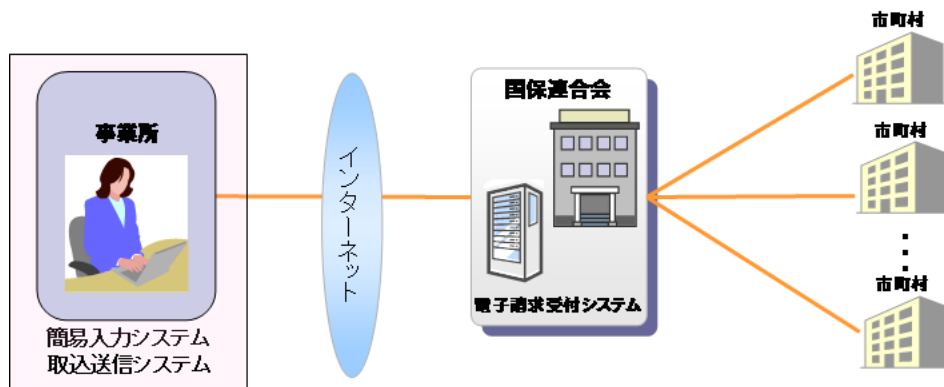 事業所
簡易入力システム
取込送信システム
インターネット
国保連合会
電子請求受付システム
市町村
市町村
市町村